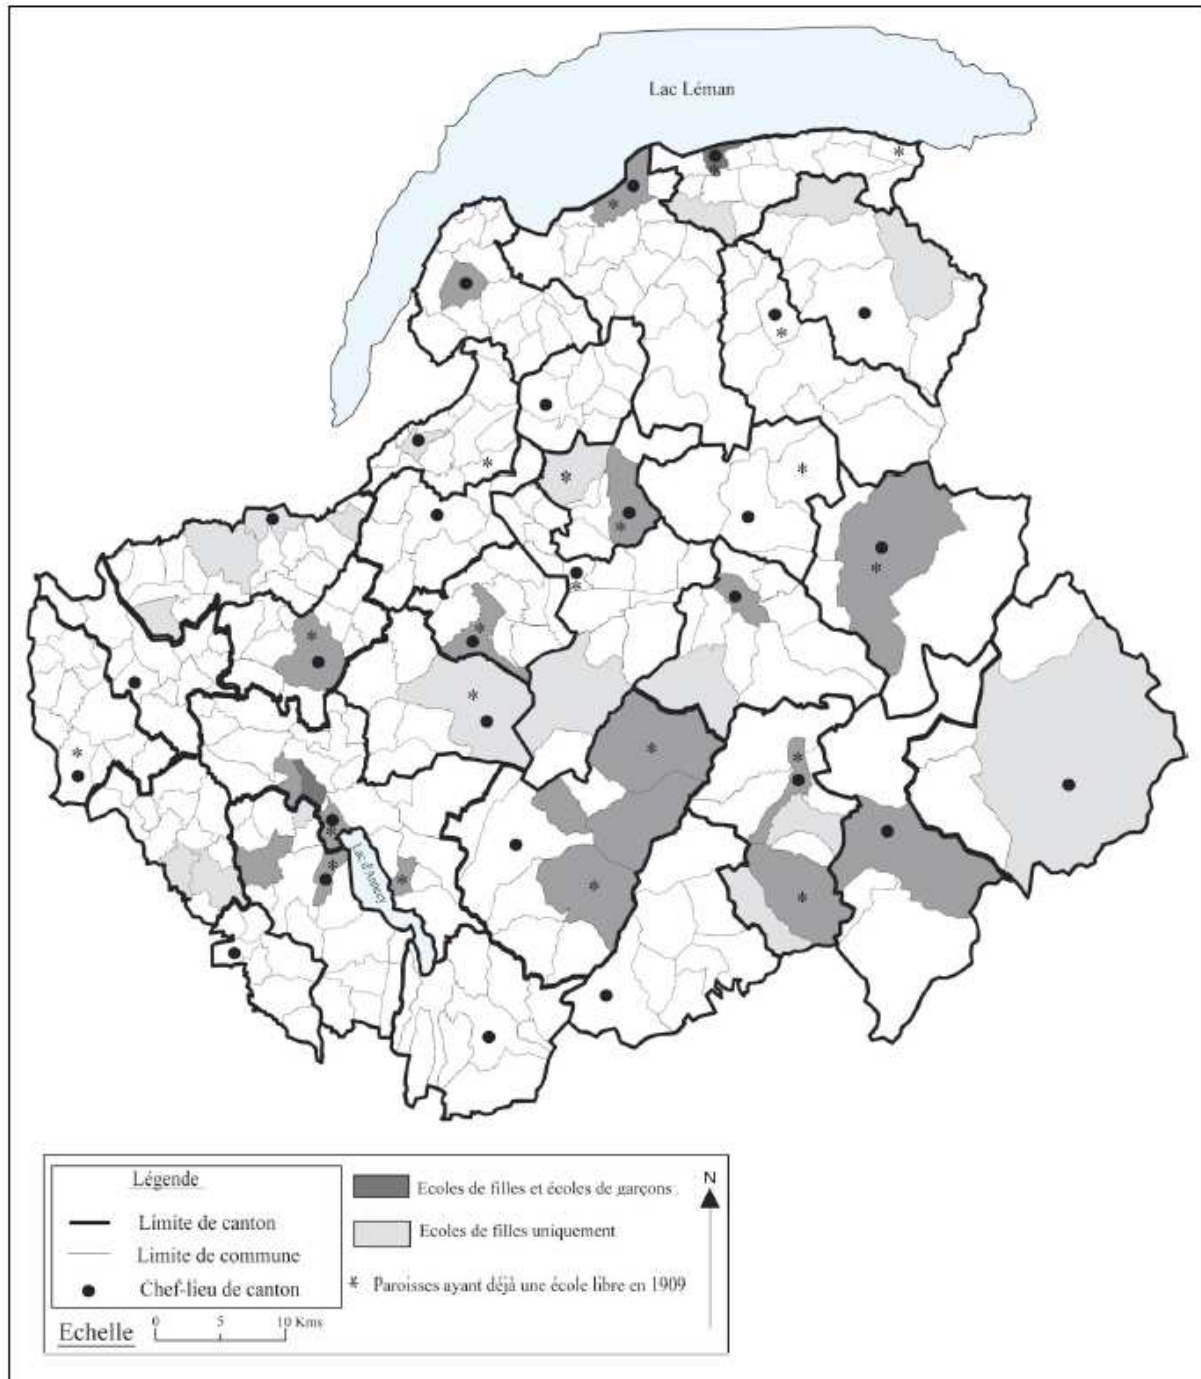 Lac Léman
Lac d'Annecy
Légende
Limite de canton
Limite de commune
Chef-lieu de canton
Echelle
0 5 10 Kms
Ecoles de filles et écoles de garçons
Ecoles de filles uniquement
* Paroisses ayant déjà une école libre en 1909
N